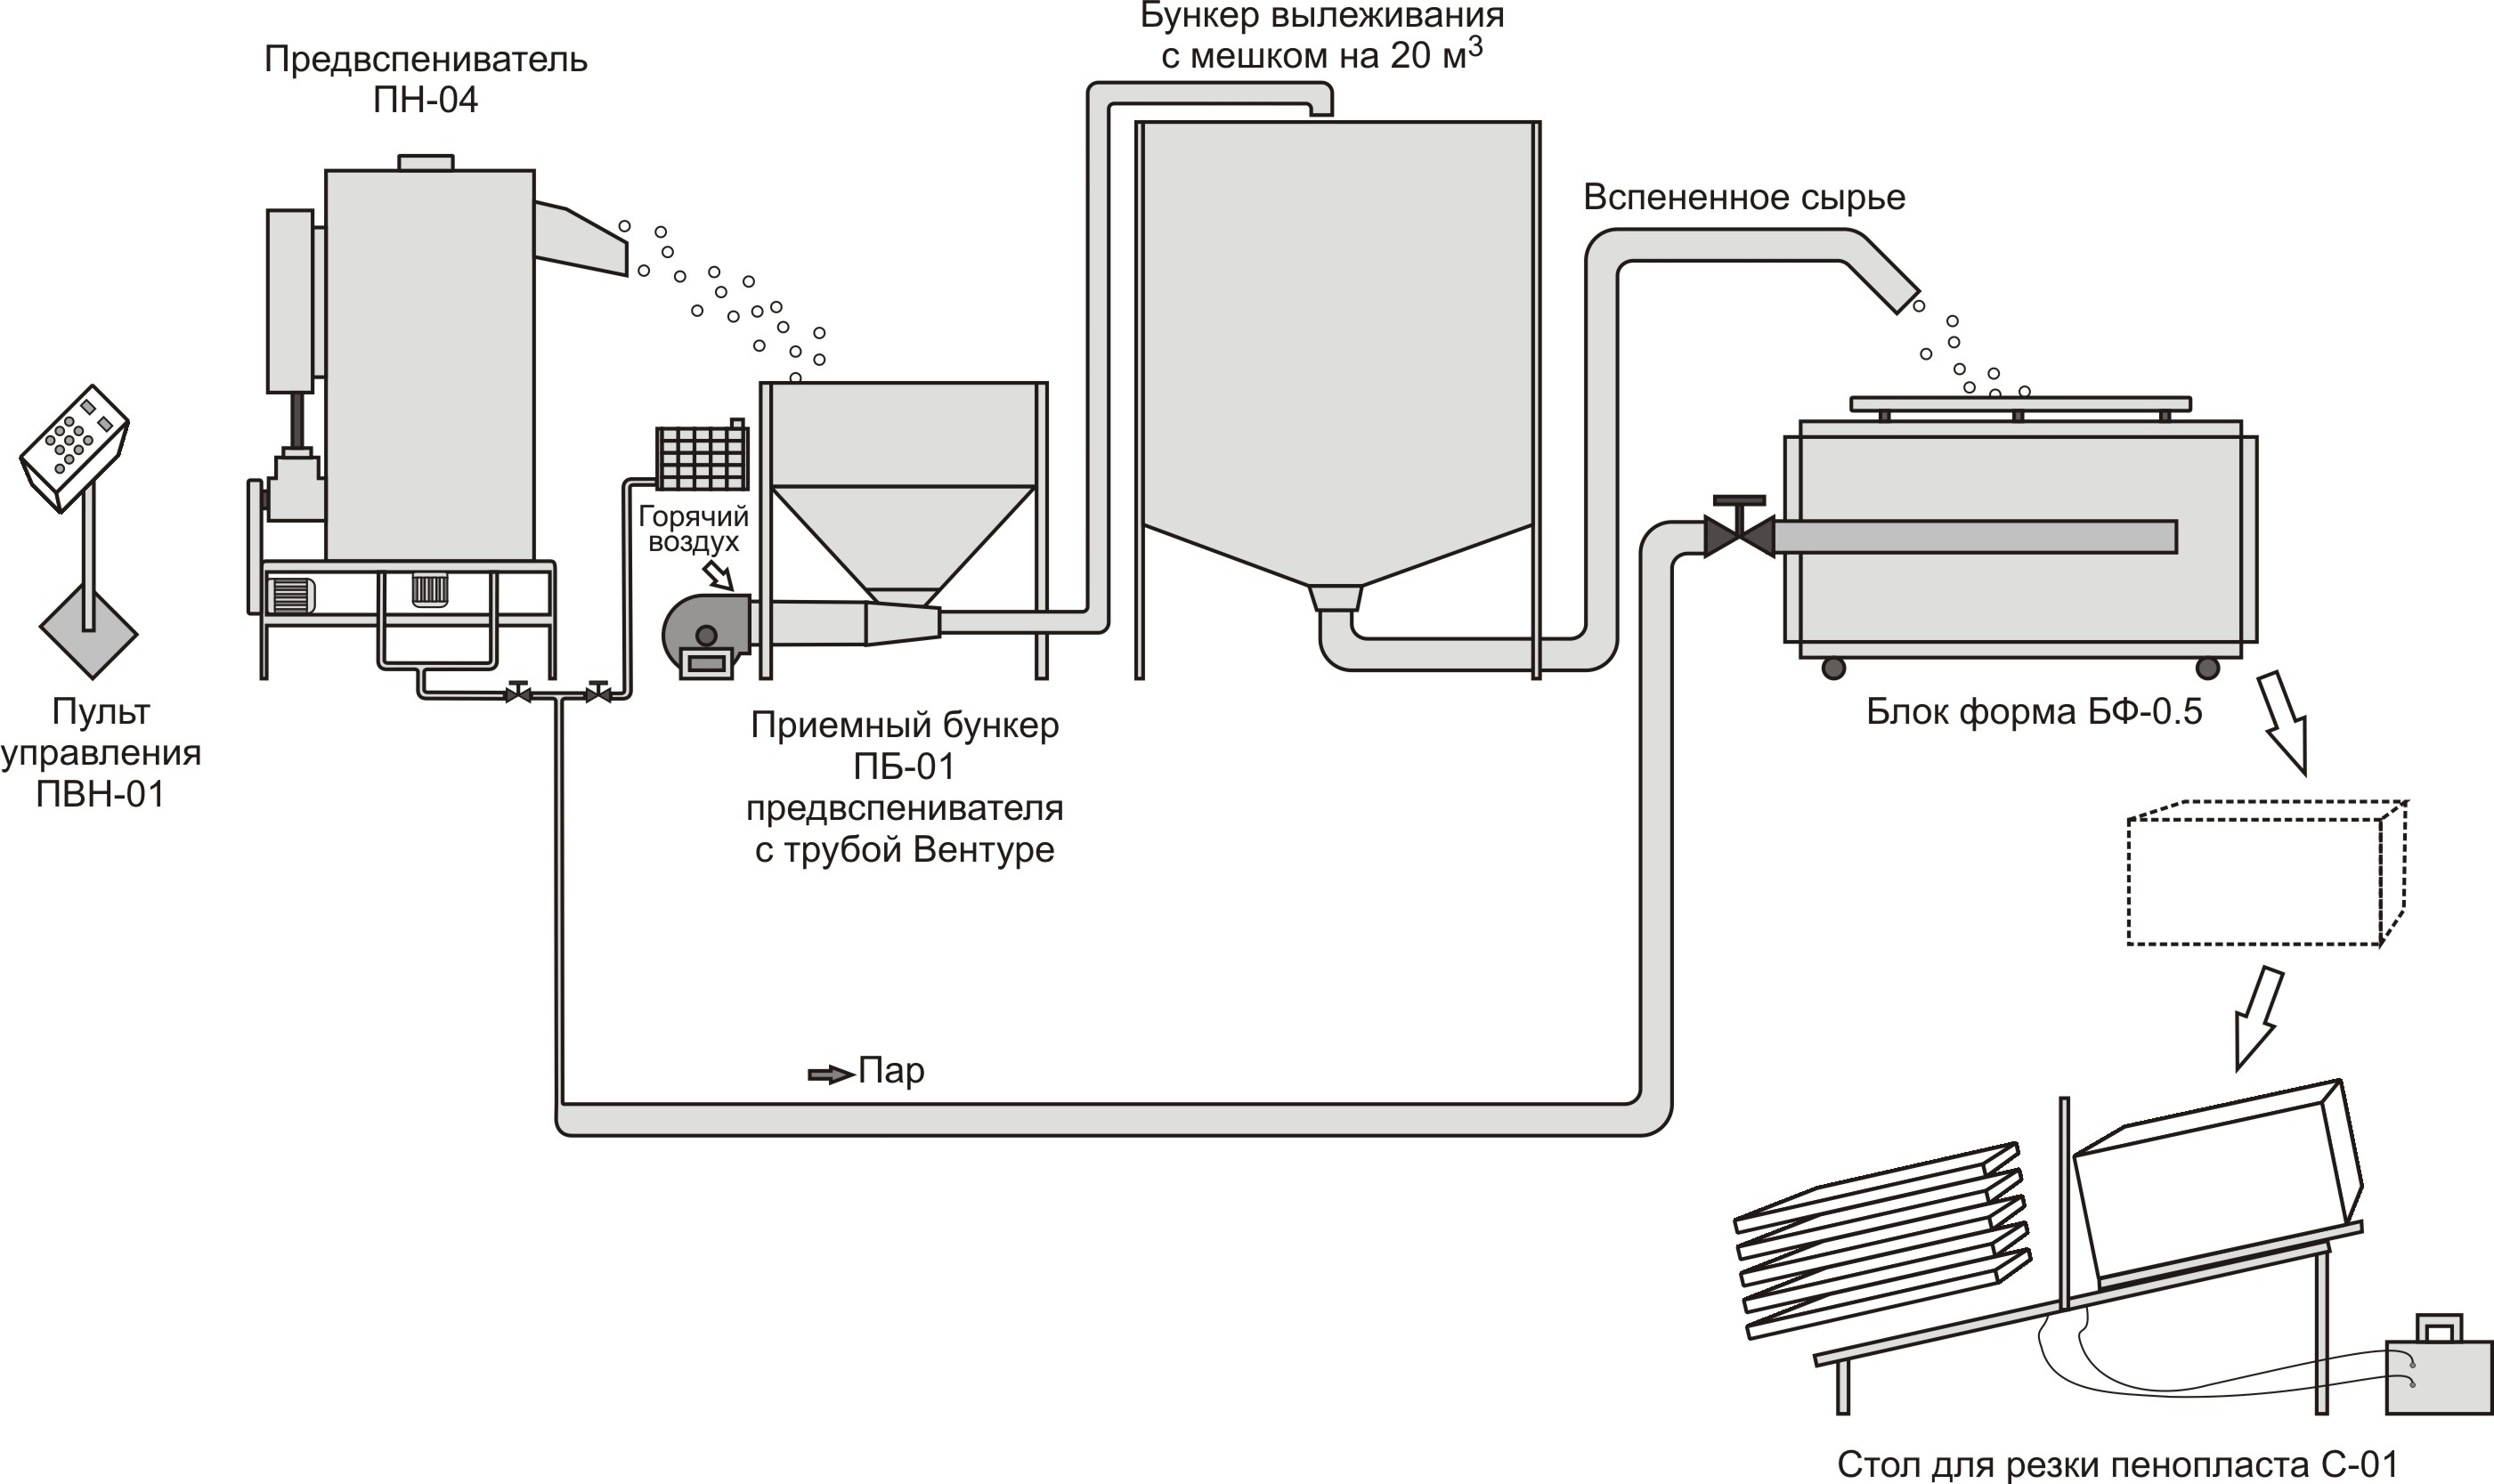 Бункер вылеживания
с мешком на 20 м³
Предвспениватель
ПН-04
Вспененное сырье
Горячий
воздух
Пульт
управления
ПВН-01
Приемный бункер
ПБ-01
предвспенивателя
с трубой Вентуре
Блок форма БФ-0.5
Пар
Стол для резки пенопласта С-01